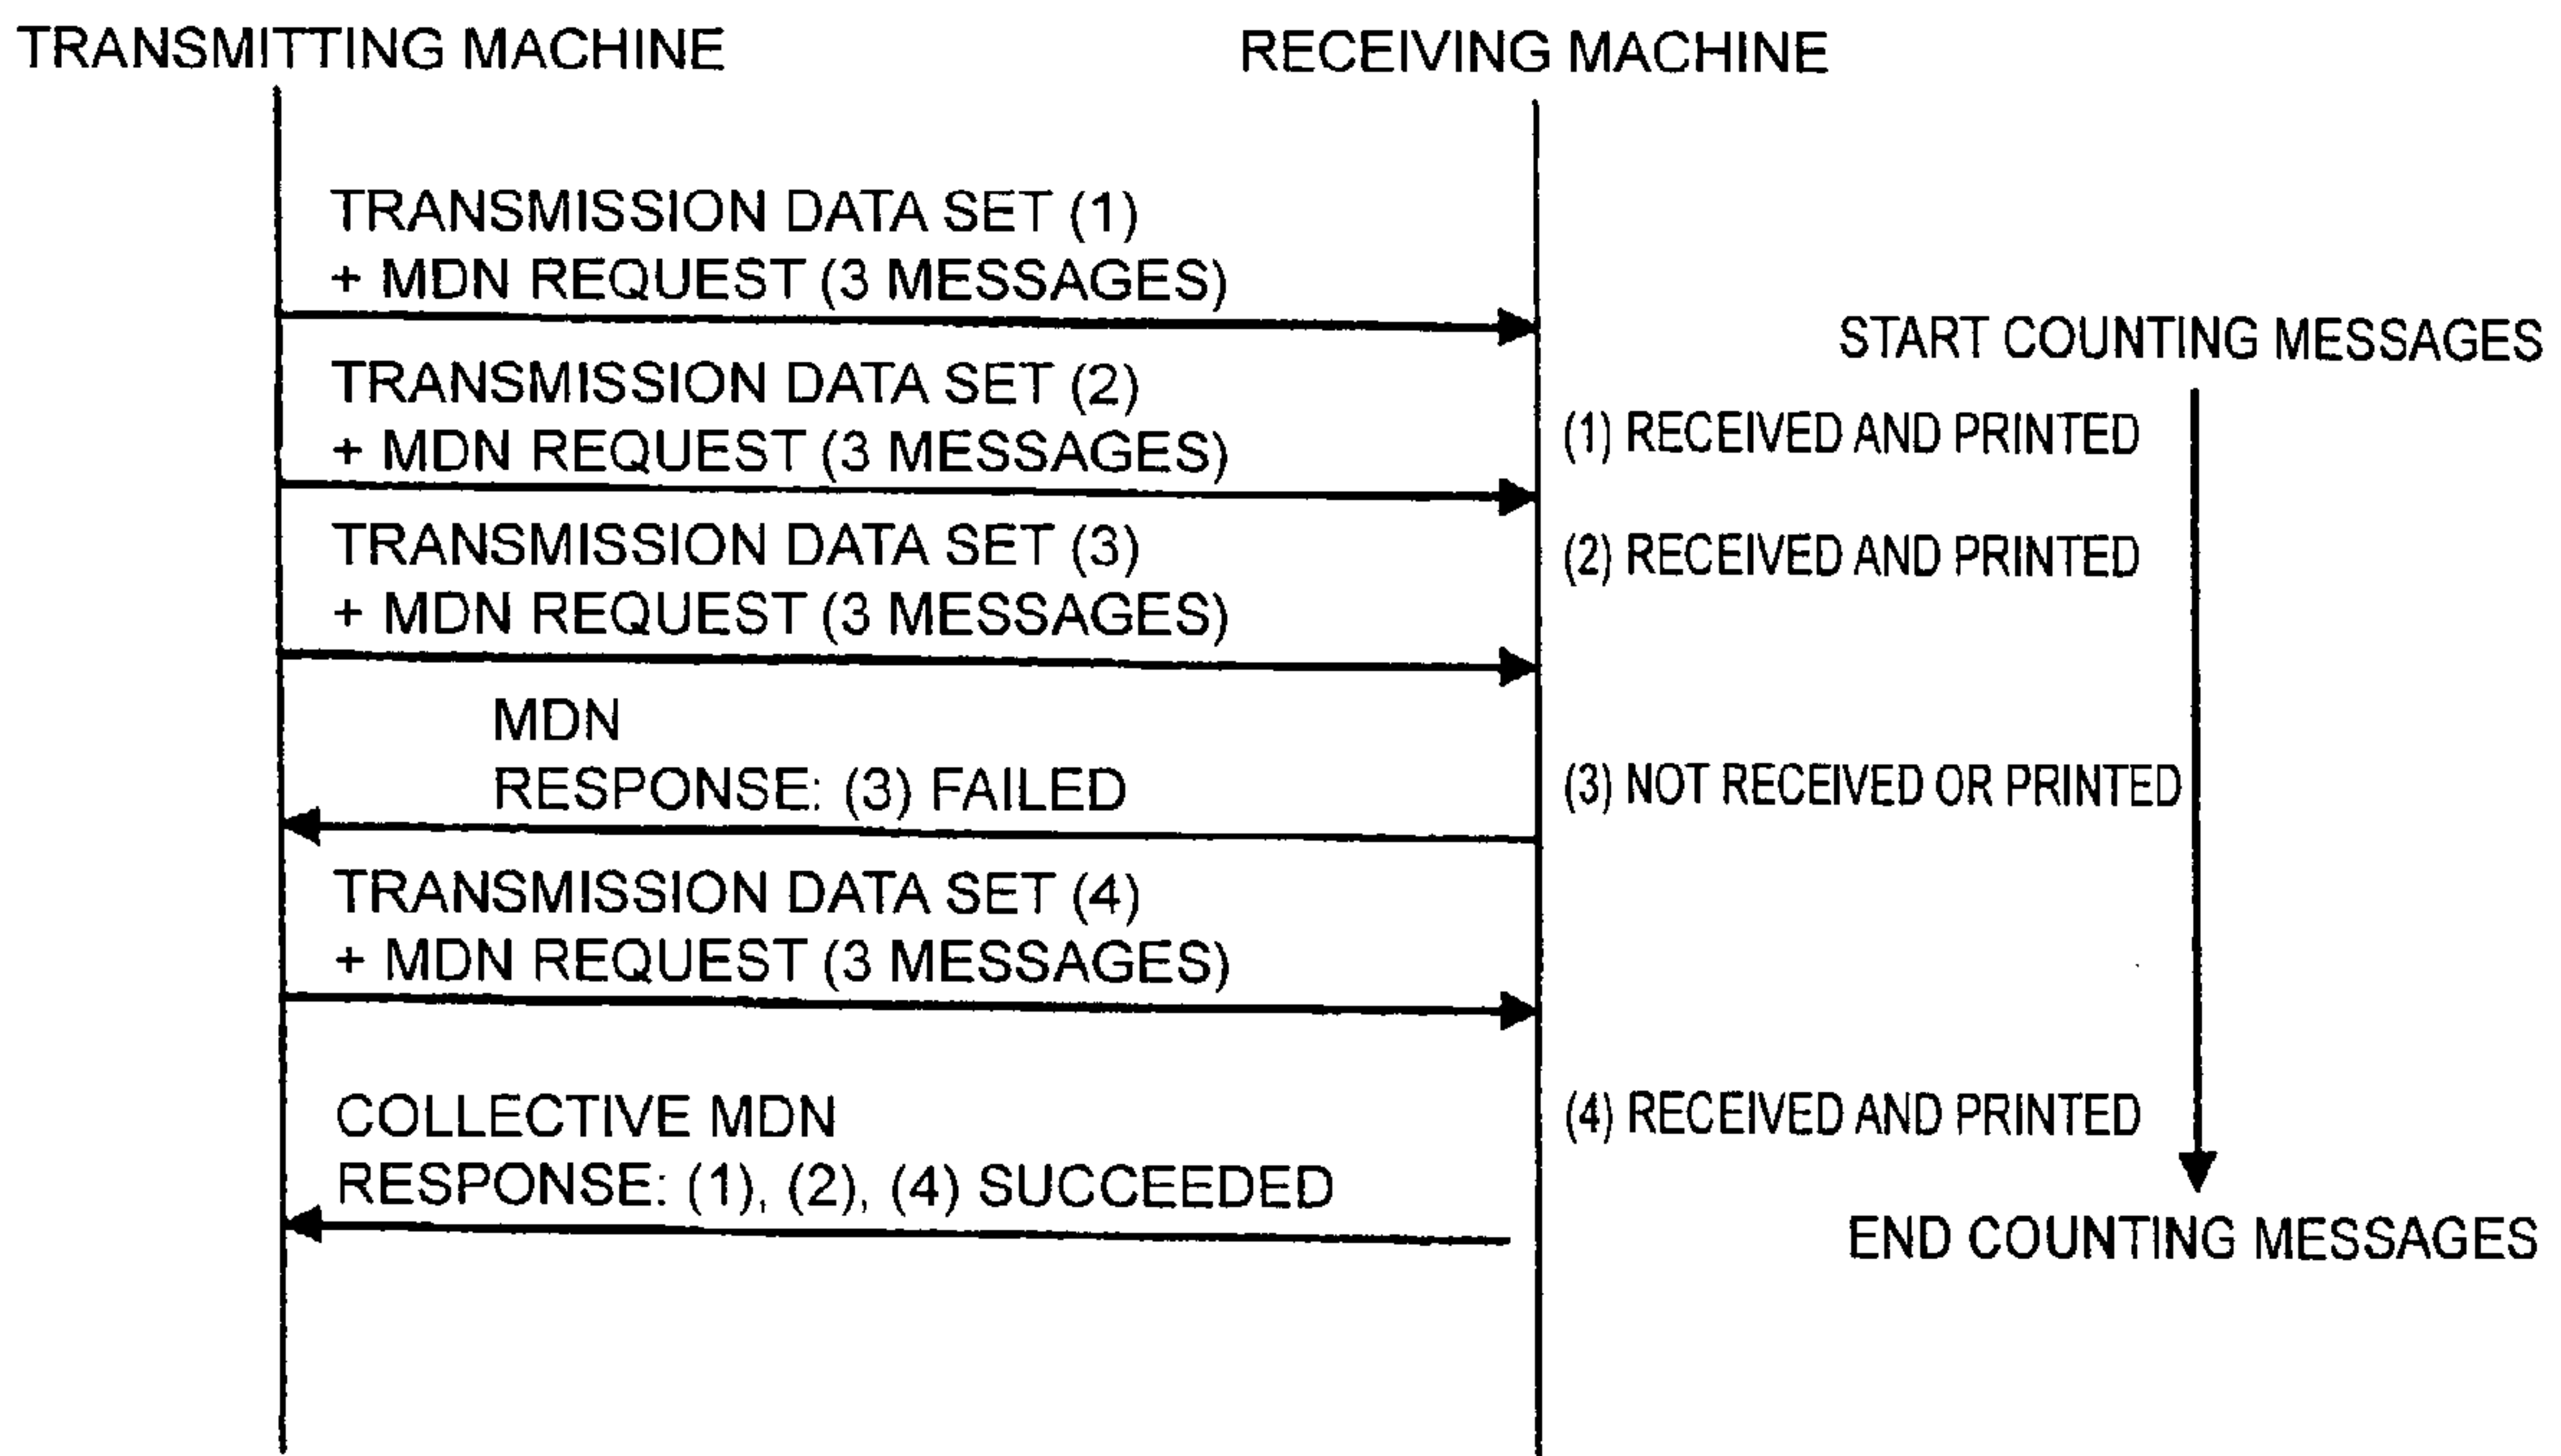 TRANSMITTING MACHINE
RECEIVING MACHINE
TRANSMISSION DATA SET (1)
+ MDN REQUEST (3 MESSAGES)
START COUNTING MESSAGES
TRANSMISSION DATA SET (2)
+ MDN REQUEST (3 MESSAGES)
(1) RECEIVED AND PRINTED
TRANSMISSION DATA SET (3)
+ MDN REQUEST (3 MESSAGES)
(2) RECEIVED AND PRINTED
MDN
RESPONSE: (3) FAILED
(3) NOT RECEIVED OR PRINTED
TRANSMISSION DATA SET (4)
+ MDN REQUEST (3 MESSAGES)
COLLECTIVE MDN
RESPONSE: (1), (2), (4) SUCCEEDED
(4) RECEIVED AND PRINTED
END COUNTING MESSAGES